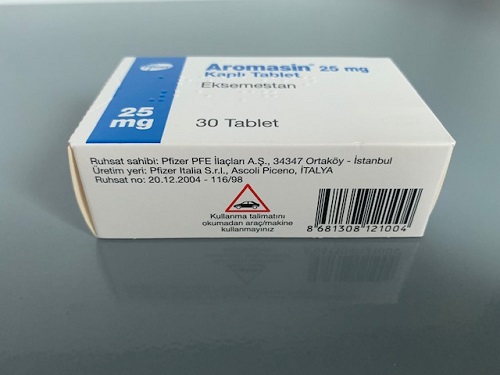 Pfizer
Aromasin® 25 mg
Kaplı Tablet
Eksemestan
25
mg
30 Tablet
Ruhsat sahibi: Pfizer PFE İlaçları A.Ş., 34347 Ortaköy - İstanbul
Üretim yeri: Pfizer Italia S.r.l., Ascoli Piceno, İTALYA
Ruhsat no: 20.12.2004 - 116/98
Kullanma talimatını
okumadan araç/makine
kullanmayınız
8 681308 121004